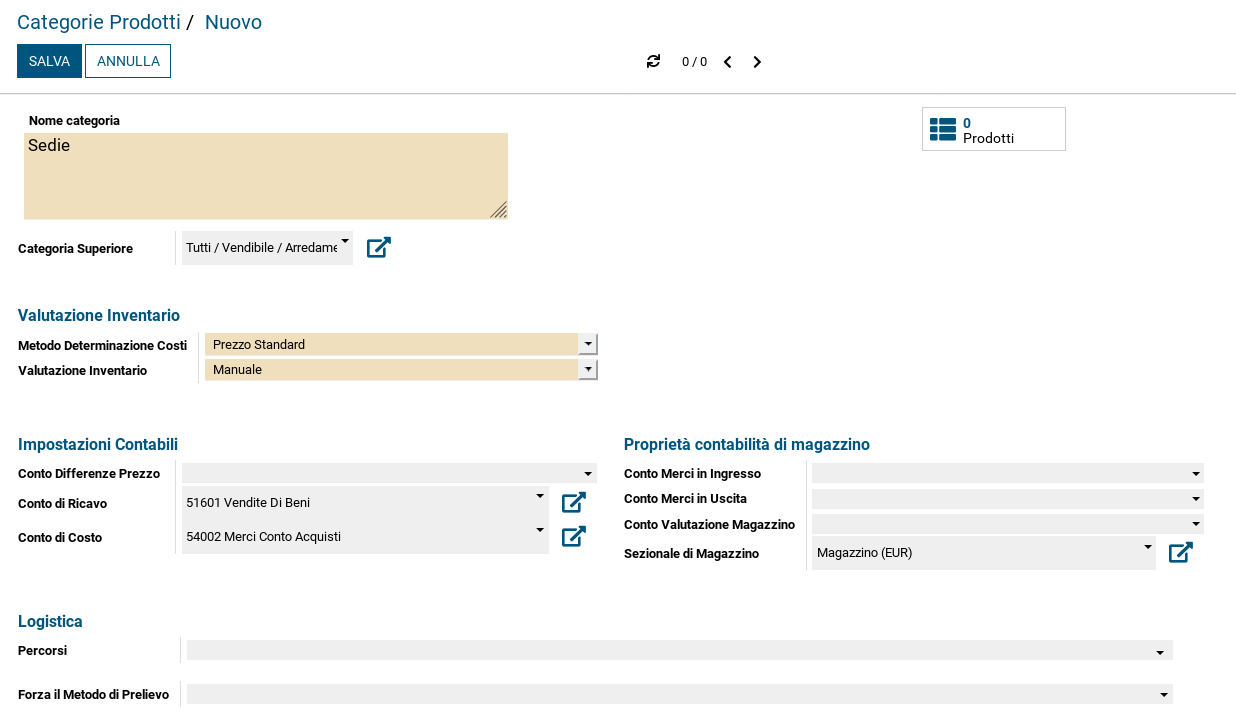 Categorie Prodotti / Nuovo
SALVA ANNULLA 0 / 0
Nome categoria
0
Prodotti
Sedie
Categoria Superiore Tutti / Vendibile / Arredame
Valutazione Inventario
Metodo Determinazione Costi Prezzo Standard
Valutazione Inventario Manuale
Impostazioni Contabili
Conto Differenze Prezzo
Conto di Ricavo 51601 Vendite Di Beni
Conto di Costo 54002 Merci Conto Acquisti
Proprietà contabilità di magazzino
Conto Merci in Ingresso
Conto Merci in Uscita
Conto Valutazione Magazzino
Sezionale di Magazzino Magazzino (EUR)
Logistica
Percorsi
Forza il Metodo di Prelievo